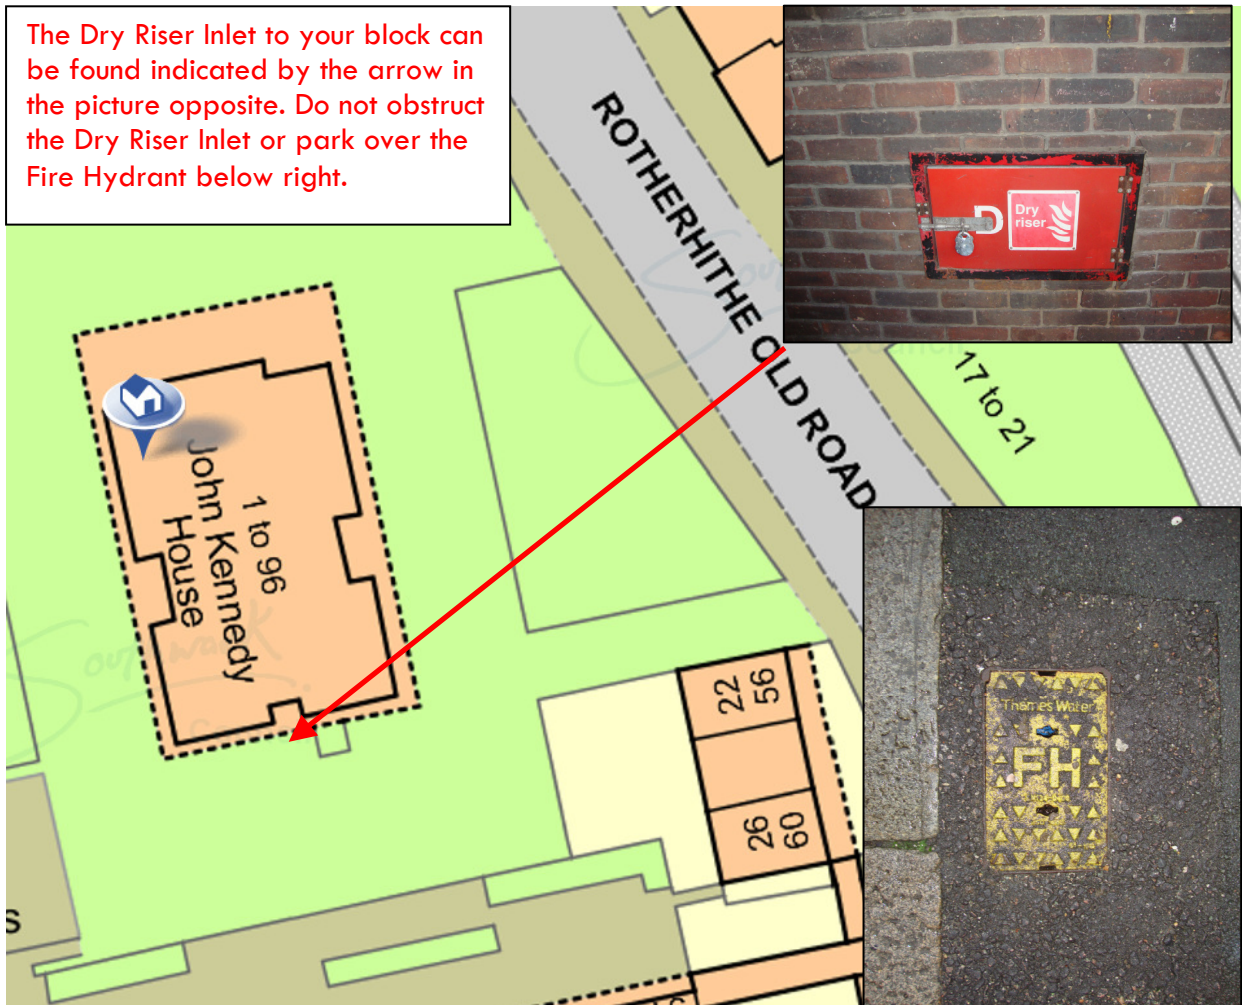 The Dry Riser Inlet to your block can
be found indicated by the arrow in
the picture opposite. Do not obstruct
the Dry Riser Inlet or park over the
Fire Hydrant below right.
ROTHERHITHE OLD ROAD
D
Dry
riser
17 to 21
1 to 96
John Kennedy
House
Southwark
Council
22
56
26
60
Thames Water
FH
S